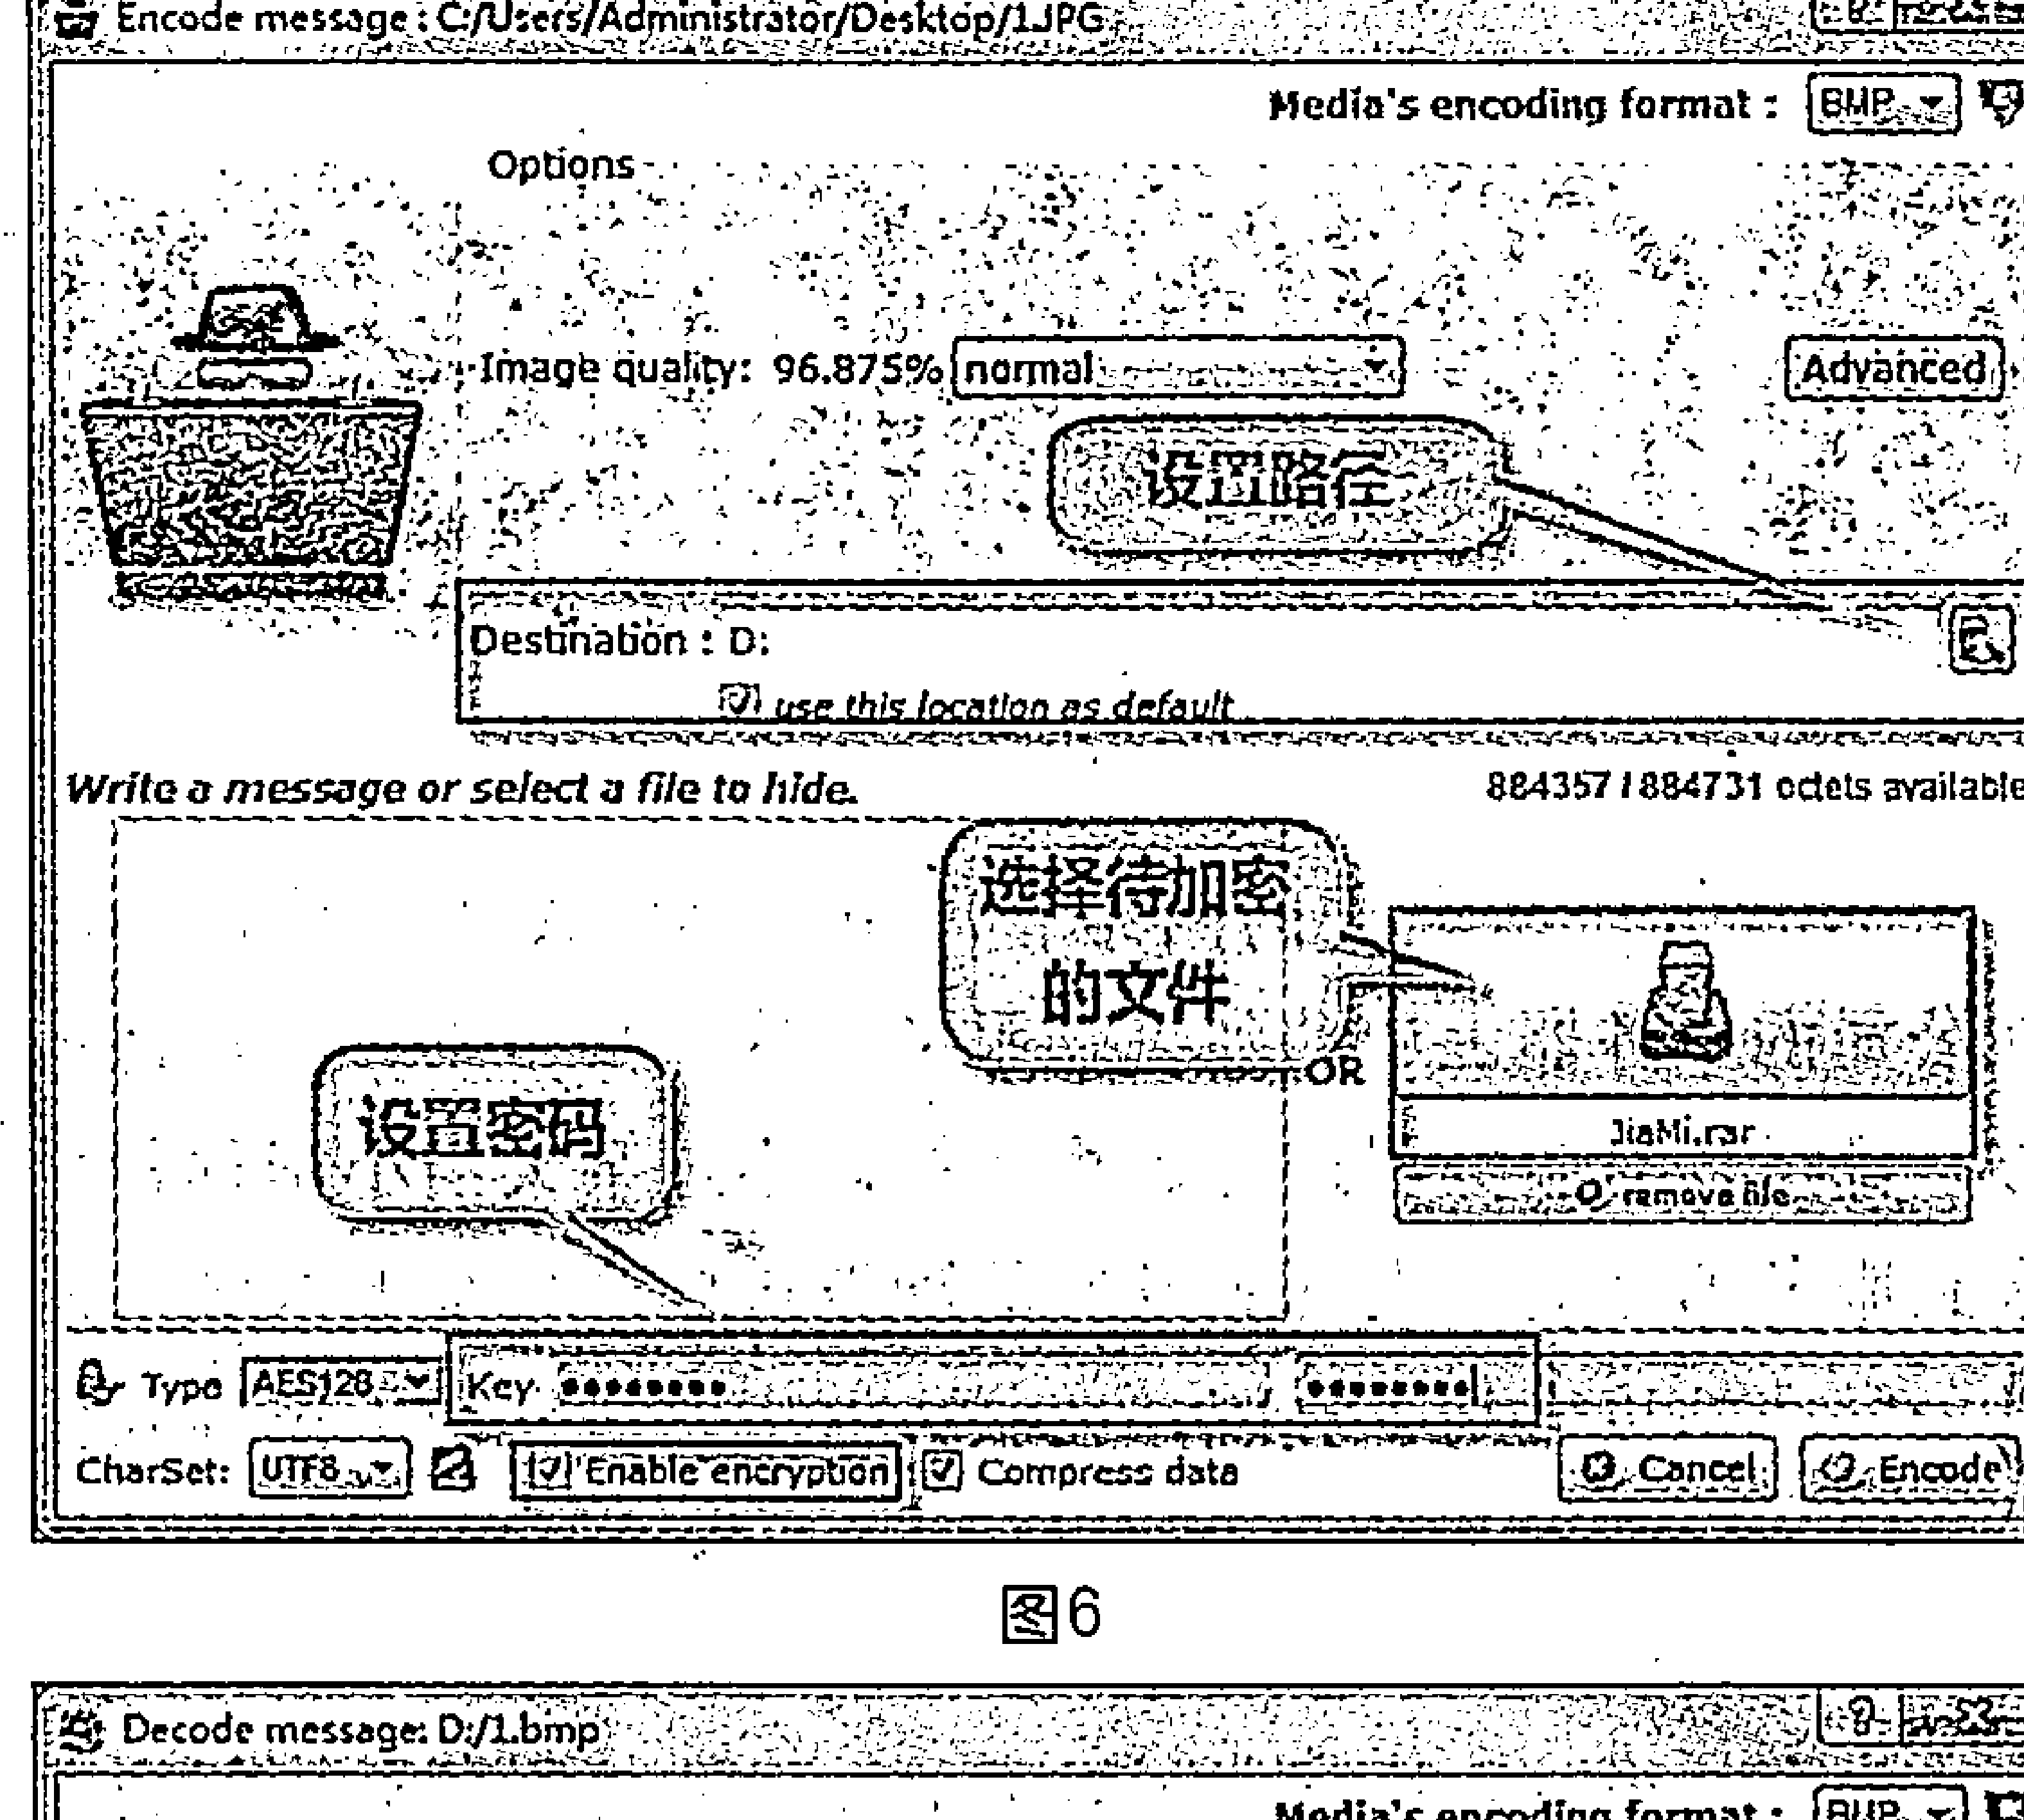 Encode message : C:/Users/Administrator/Desktop/1.JPG
Media's encoding format : BMP
Options
Image quality: 96.875% normal Advanced
设置路径
Destination : D:
use this location as default
Write a message or select a file to hide.
884357 / 884731 octets available
选择待加密
的文件
OR
设置密码
JiaMi.rar
remove file
Type AES128 Key
CharSet: UTF8 Enable encryption Compress data Cancel Encode
图6
Decode message: D:/1.bmp
Media's encoding format : BMP